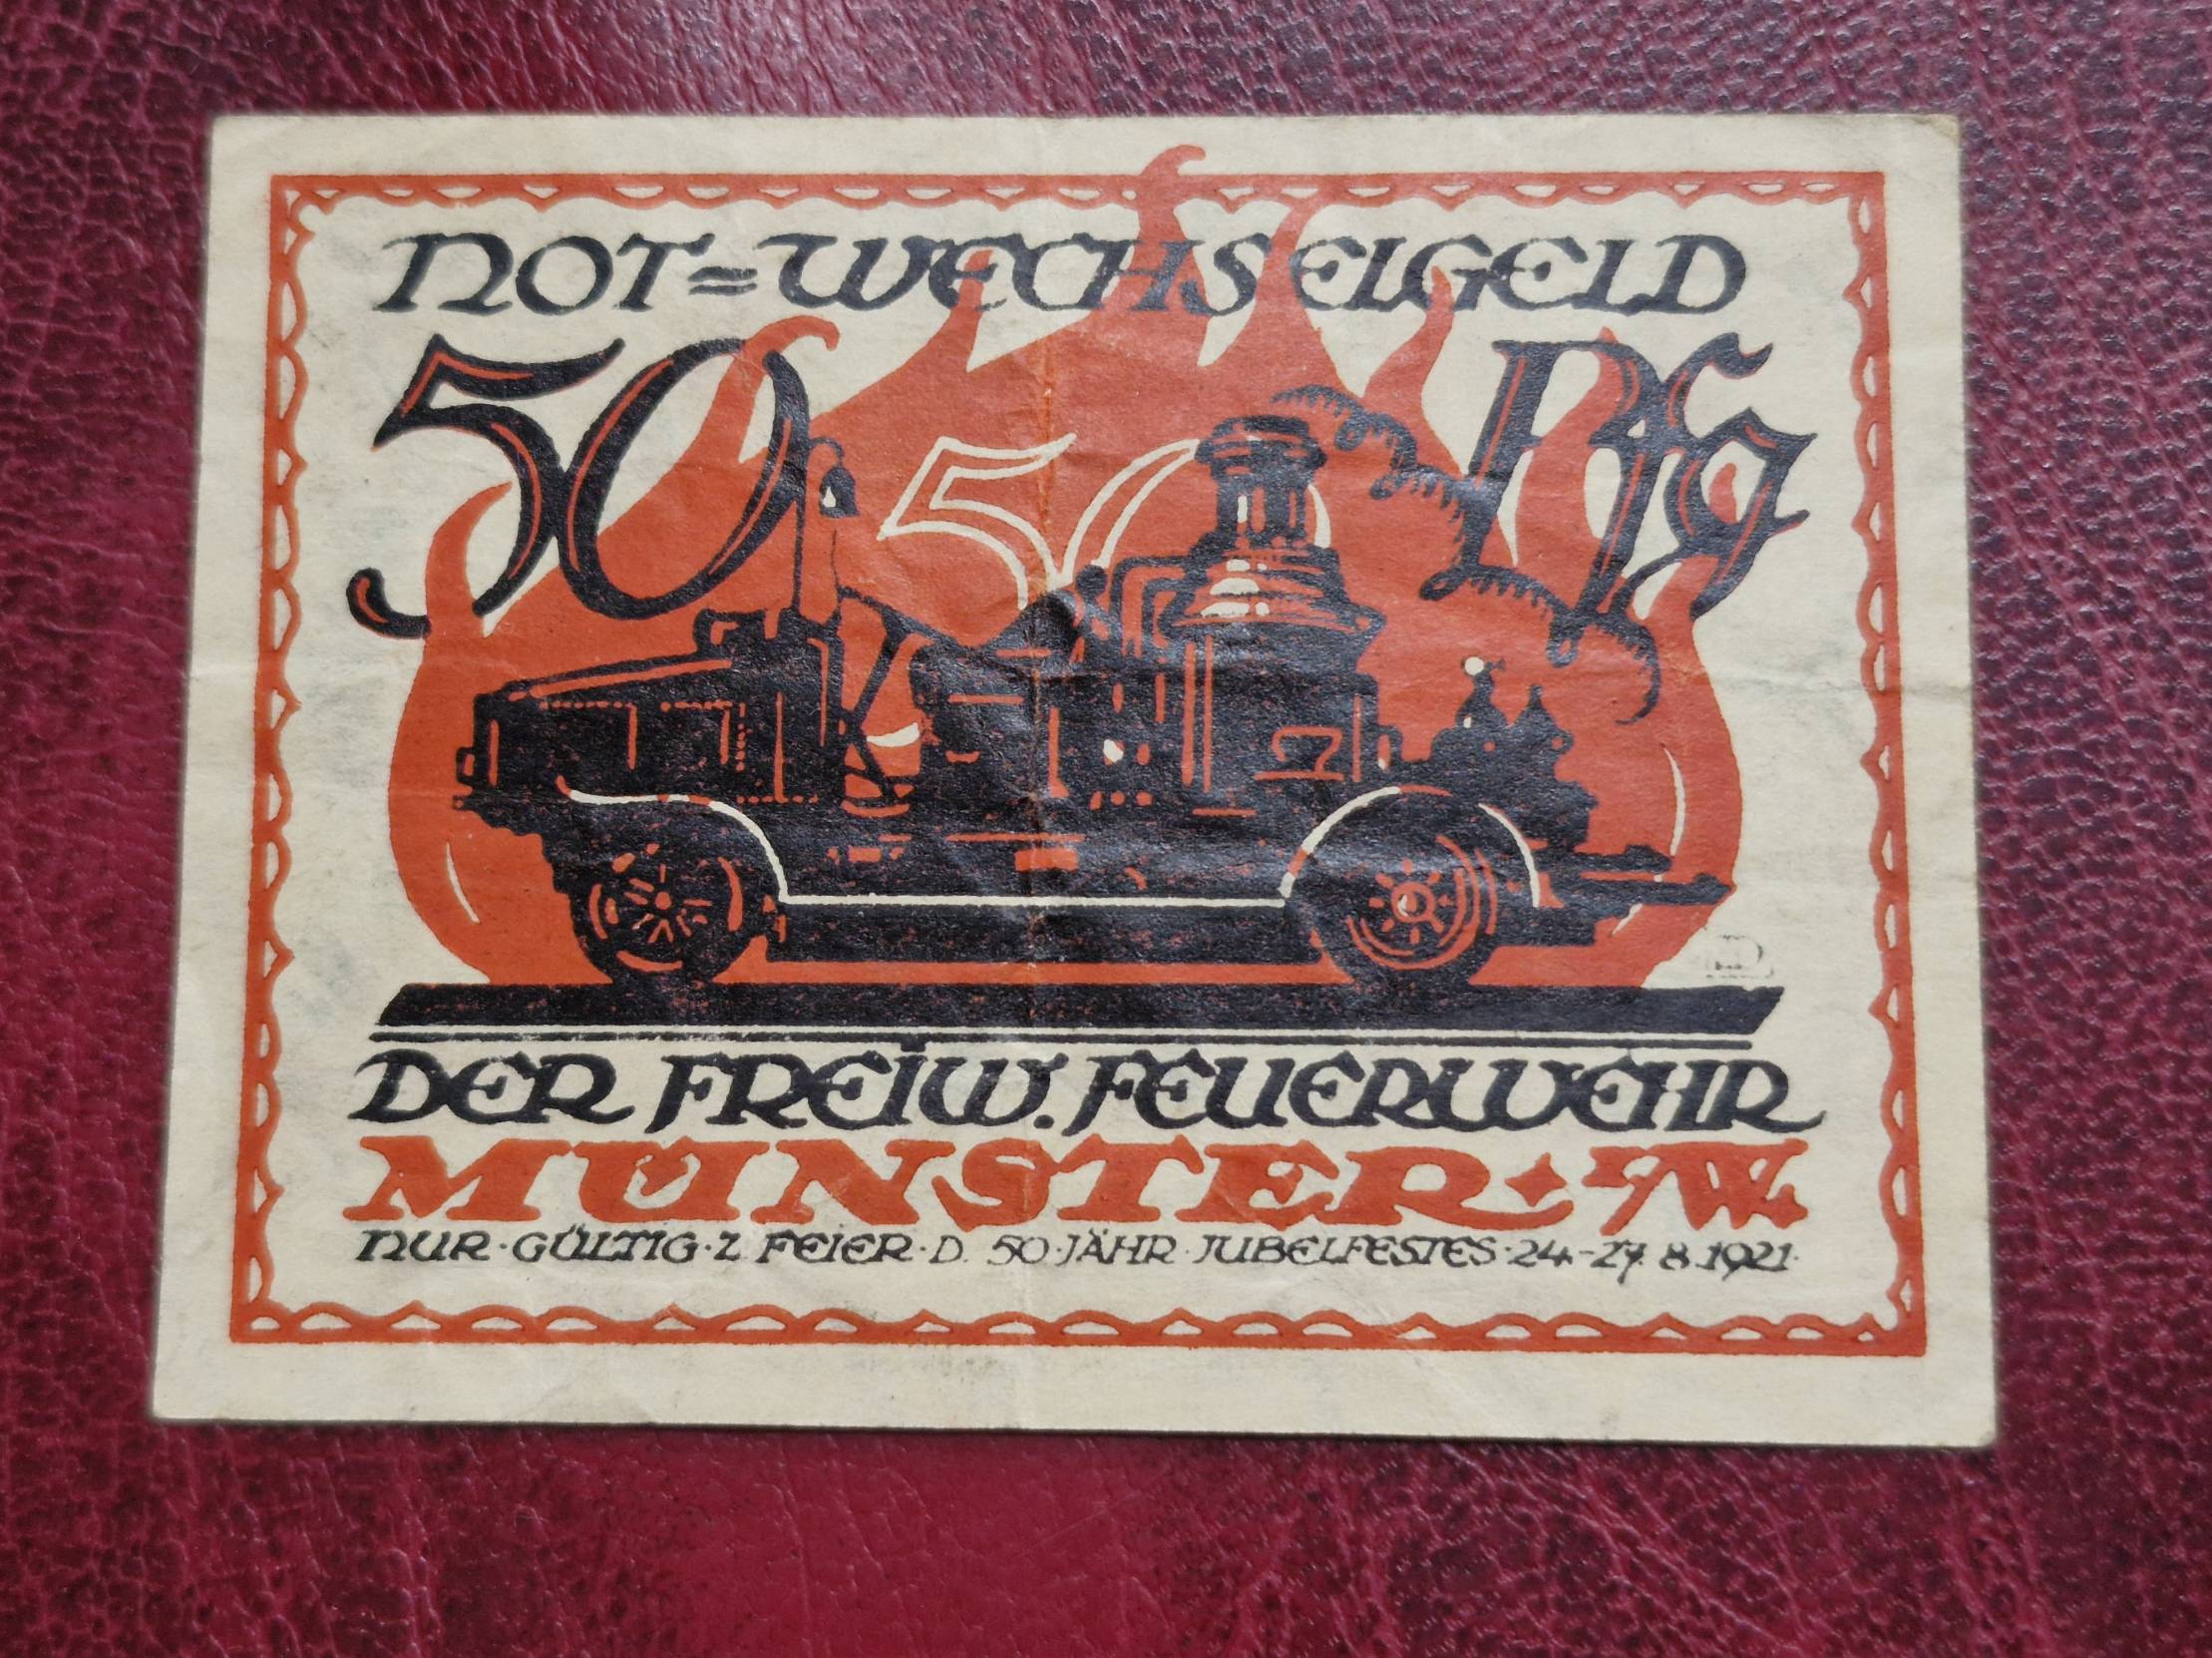 NOT=WECHSELGELD
50 50 Pfg
DER FREIW. FEUERWEHR
MÜNSTER i/W.
NUR·GÜLTIG·Z FEIER·D. 50·JÄHR·JUBELFESTES·24-27.8.1921·